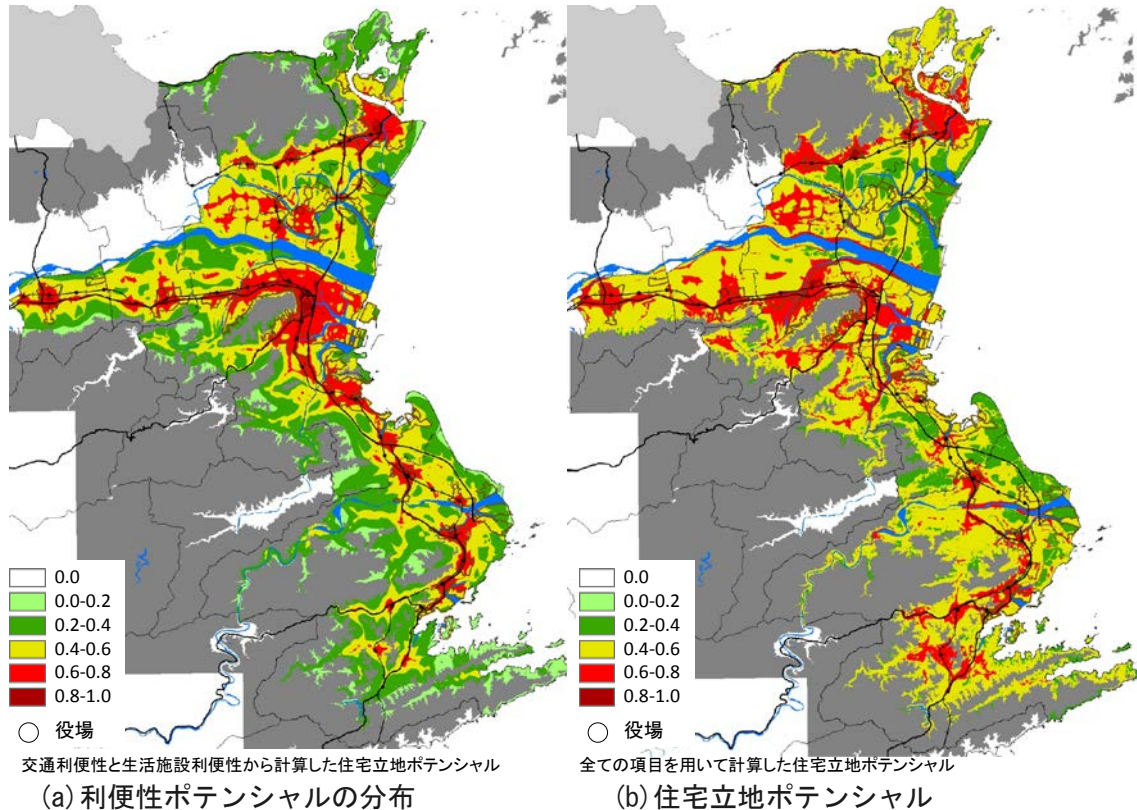 0.0
0.0-0.2
0.2-0.4
0.4-0.6
0.6-0.8
0.8-1.0
役場
交通利便性と生活施設利便性から計算した住宅立地ポテンシャル
(a) 利便性ポテンシャルの分布
0.0
0.0-0.2
0.2-0.4
0.4-0.6
0.6-0.8
0.8-1.0
役場
全ての項目を用いて計算した住宅立地ポテンシャル
(b) 住宅立地ポテンシャル